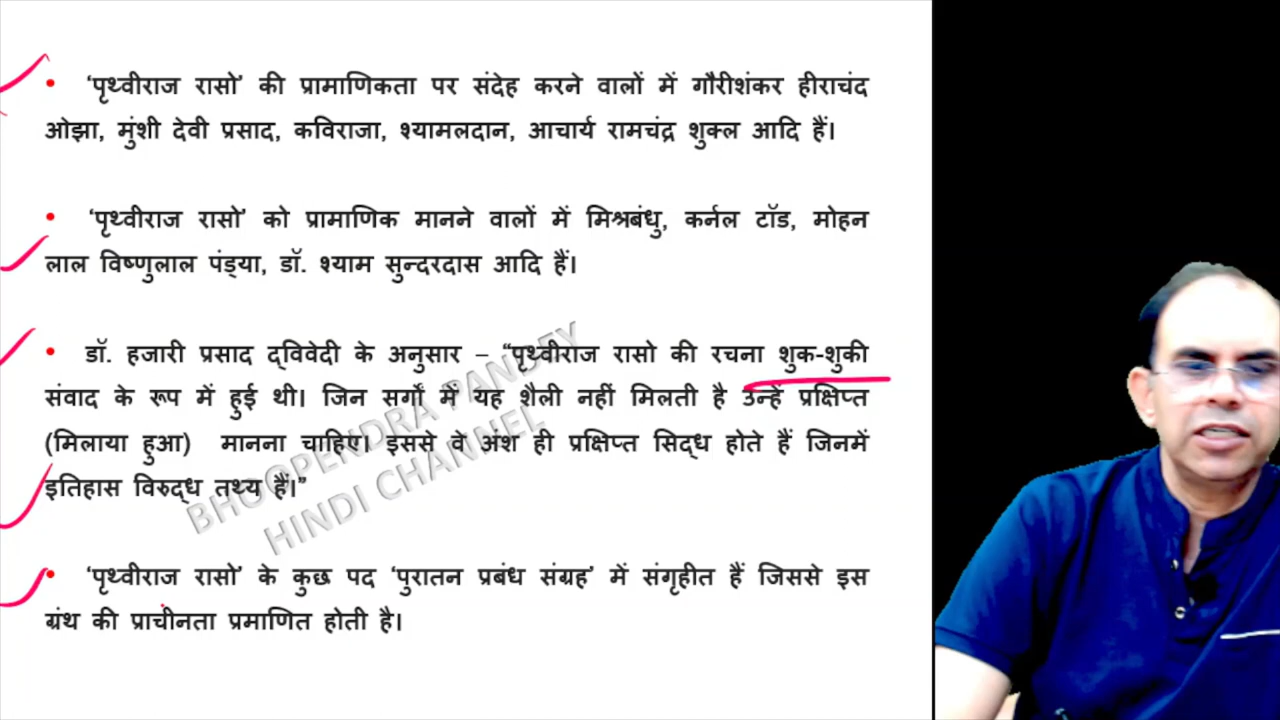 • ‘पृथ्वीराज रासो’ की प्रामाणिकता पर संदेह करने वालों में गौरीशंकर हीराचंद
ओझा, मुंशी देवी प्रसाद, कविराजा, श्यामलदान, आचार्य रामचंद्र शुक्ल आदि हैं।
• ‘पृथ्वीराज रासो’ को प्रामाणिक मानने वालों में मिश्रबंधु, कर्नल टॉड, मोहन
लाल विष्णुलाल पंड्या, डॉ. श्याम सुन्दरदास आदि हैं।
• डॉ. हजारी प्रसाद द्विवेदी के अनुसार – “पृथ्वीराज रासो की रचना शुक-शुकी
संवाद के रूप में हुई थी। जिन सर्गों में यह शैली नहीं मिलती है उन्हें प्रक्षिप्त
(मिलाया हुआ) मानना चाहिए। इससे वे अंश ही प्रक्षिप्त सिद्ध होते हैं जिनमें
इतिहास विरुद्ध तथ्य हैं।”
• ‘पृथ्वीराज रासो’ के कुछ पद ‘पुरातन प्रबंध संग्रह’ में संगृहीत हैं जिससे इस
ग्रंथ की प्राचीनता प्रमाणित होती है।
BHOOPENDRA PANDEY
HINDI CHANNEL